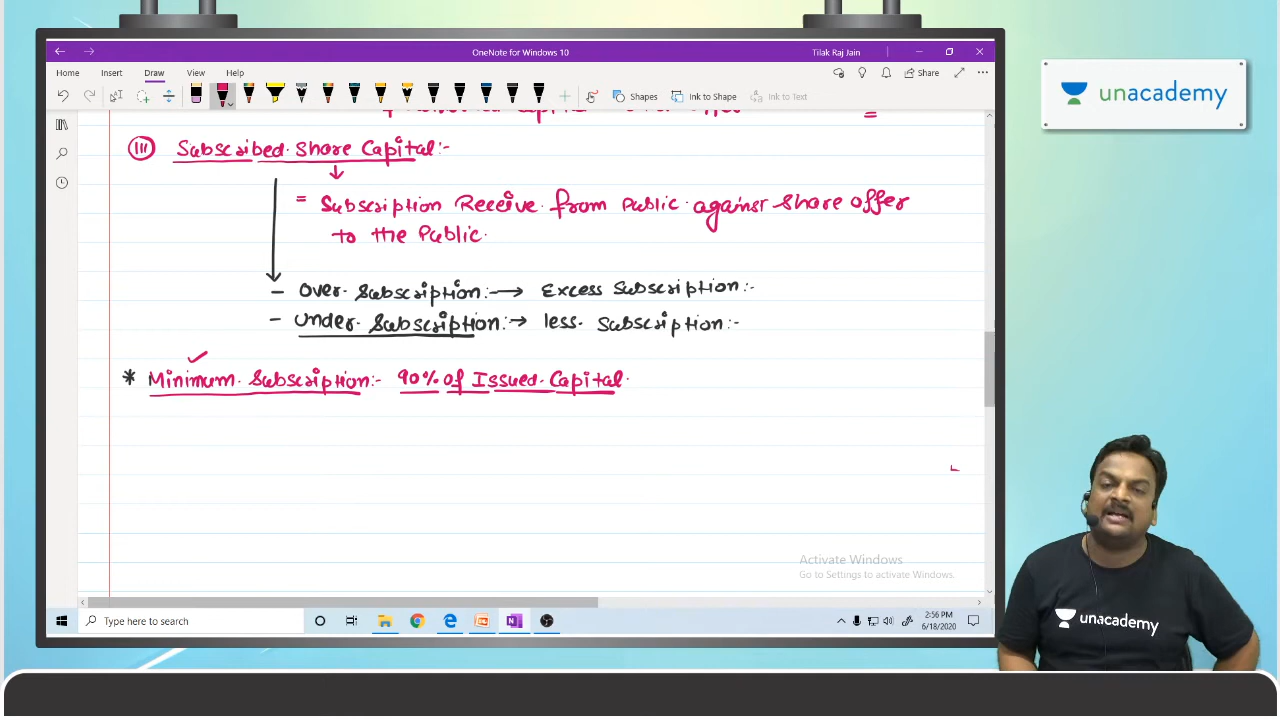 OneNote for Windows 10
Tilak Raj Jain
Home Insert Draw View Help
Share
Shapes Ink to Shape Ink to Text
unacademy
III Subscribed Share Capital:-
= Subscription Receive from Public against share offer
to the Public.
- Over Subscription:- → Excess Subscription:-
- Under Subscription:→ less Subscription:-
* Minimum Subscription:- 90% of Issued Capital
Activate Windows
Go to Settings to activate Windows.
unacademy
Type here to search
2:56 PM
6/18/2020